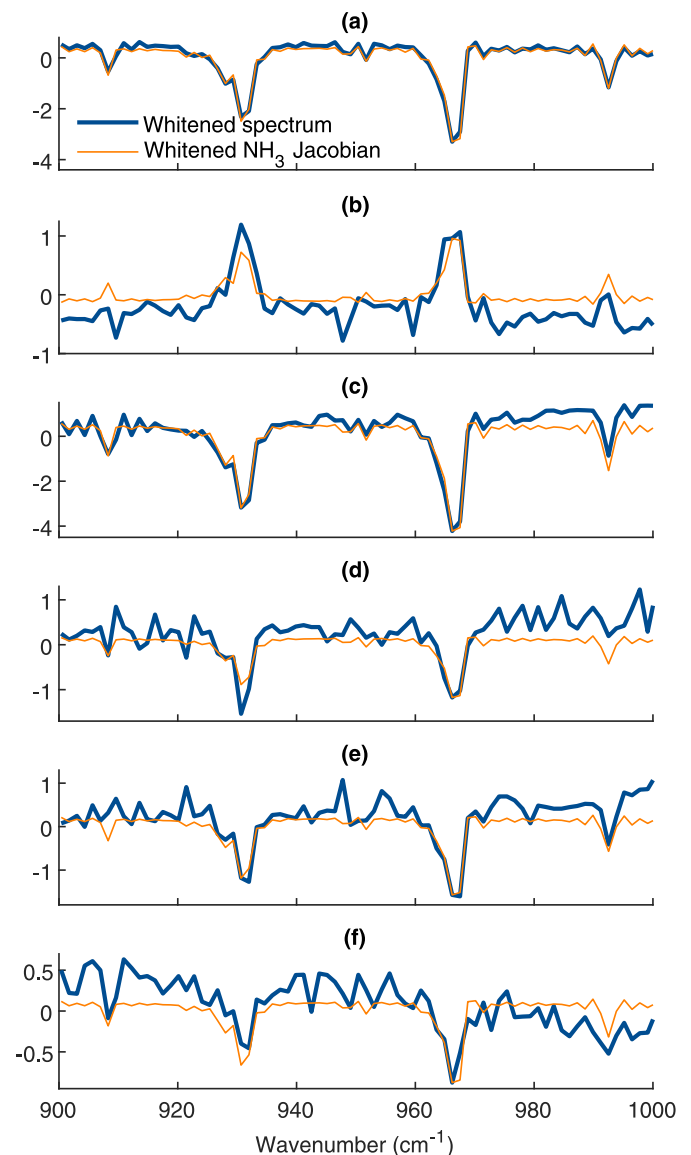 (a)
0
-2
-4
Whitened spectrum
Whitened NH₃ Jacobian
(b)
1
0
-1
(c)
0
-2
-4
(d)
1
0
-1
(e)
1
0
-1
(f)
0.5
0
-0.5
900 920 940 960 980 1000
Wavenumber (cm⁻¹)